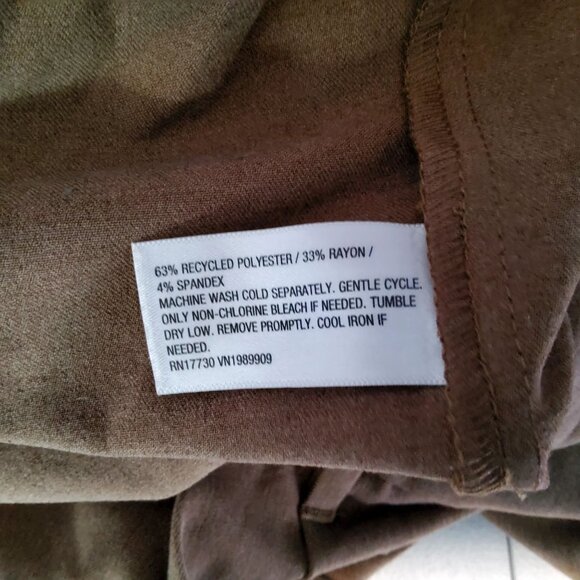 63% RECYCLED POLYESTER / 33% RAYON /
4% SPANDEX
MACHINE WASH COLD SEPARATELY. GENTLE CYCLE.
ONLY NON-CHLORINE BLEACH IF NEEDED. TUMBLE
DRY LOW. REMOVE PROMPTLY. COOL IRON IF
NEEDED.
RN17730 VN1989909